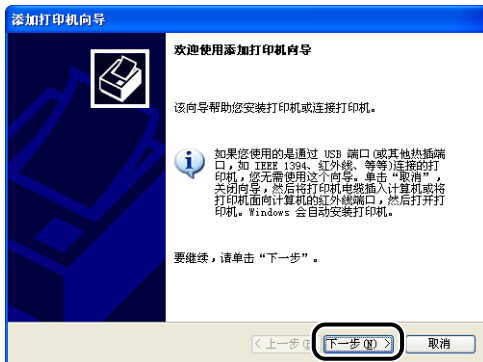 添加打印机向导
欢迎使用添加打印机向导
该向导帮助您安装打印机或连接打印机。
如果您使用的是通过 USB 端口(或其他热插端
口,如 IEEE 1394、红外线、等等)连接的打
印机,您无需使用这个向导。单击“取消”,
关闭向导,然后将打印机电缆插入计算机或将
打印机面向计算机的红外线端口,然后打开打
印机。Windows 会自动安装打印机。
要继续,请单击“下一步”。
< 上一步(B 下一步(N) > 取消